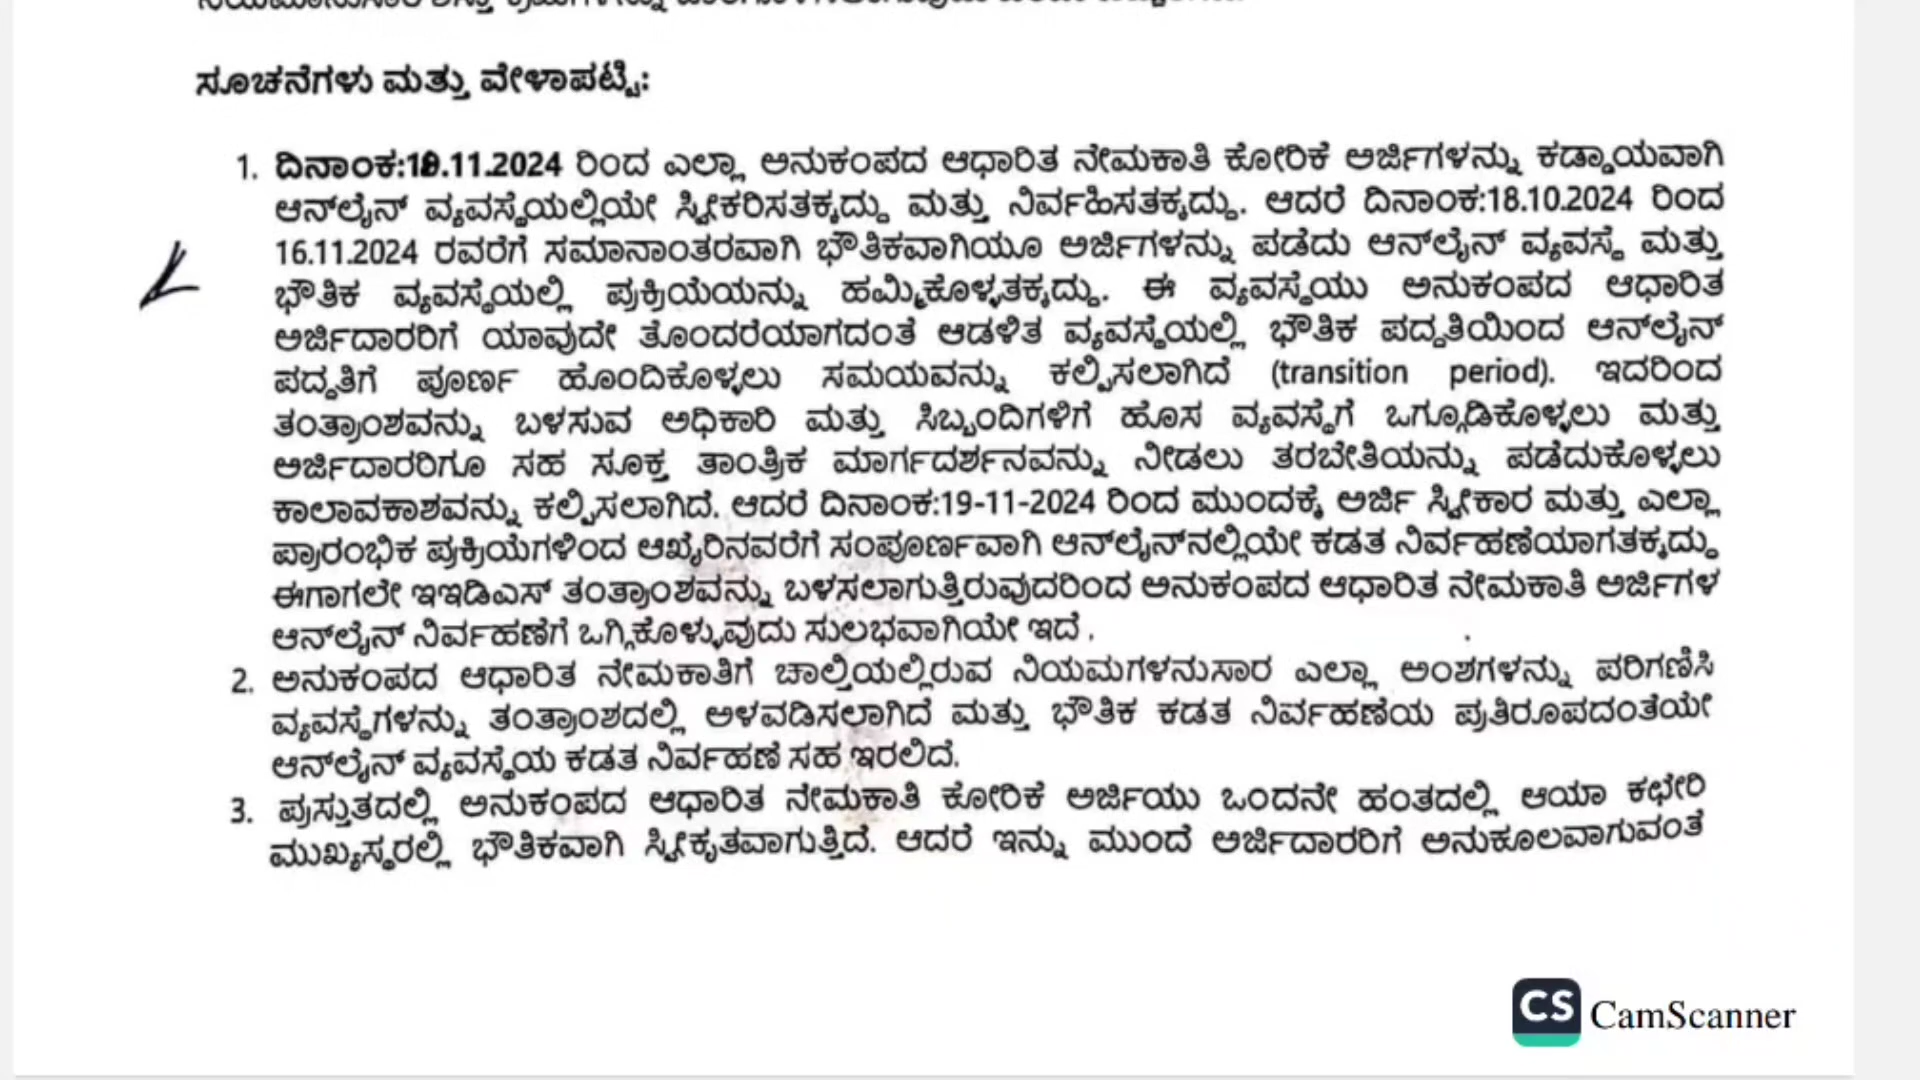 ಸೂಚನೆಗಳು ಮತ್ತು ವೇಳಾಪಟ್ಟಿ:
1. ದಿನಾಂಕ:18.11.2024 ರಿಂದ ಎಲ್ಲಾ ಅನುಕಂಪದ ಆಧಾರಿತ ನೇಮಕಾತಿ ಕೋರಿಕೆ ಅರ್ಜಿಗಳನ್ನು ಕಡ್ಡಾಯವಾಗಿ
ಆನ್‌ಲೈನ್ ವ್ಯವಸ್ಥೆಯಲ್ಲಿಯೇ ಸ್ವೀಕರಿಸತಕ್ಕದ್ದು ಮತ್ತು ನಿರ್ವಹಿಸತಕ್ಕದ್ದು. ಆದರೆ ದಿನಾಂಕ:18.10.2024 ರಿಂದ
16.11.2024 ರವರೆಗೆ ಸಮಾನಾಂತರವಾಗಿ ಭೌತಿಕವಾಗಿಯೂ ಅರ್ಜಿಗಳನ್ನು ಪಡೆದು ಆನ್‌ಲೈನ್ ವ್ಯವಸ್ಥೆ ಮತ್ತು
ಭೌತಿಕ ವ್ಯವಸ್ಥೆಯಲ್ಲಿ ಪ್ರಕ್ರಿಯೆಯನ್ನು ಹಮ್ಮಿಕೊಳ್ಳತಕ್ಕದ್ದು. ಈ ವ್ಯವಸ್ಥೆಯು ಅನುಕಂಪದ ಆಧಾರಿತ
ಅರ್ಜಿದಾರರಿಗೆ ಯಾವುದೇ ತೊಂದರೆಯಾಗದಂತೆ ಆಡಳಿತ ವ್ಯವಸ್ಥೆಯಲ್ಲಿ ಭೌತಿಕ ಪದ್ಧತಿಯಿಂದ ಆನ್‌ಲೈನ್
ಪದ್ಧತಿಗೆ ಪೂರ್ಣ ಹೊಂದಿಕೊಳ್ಳಲು ಸಮಯವನ್ನು ಕಲ್ಪಿಸಲಾಗಿದೆ (transition period). ಇದರಿಂದ
ತಂತ್ರಾಂಶವನ್ನು ಬಳಸುವ ಅಧಿಕಾರಿ ಮತ್ತು ಸಿಬ್ಬಂದಿಗಳಿಗೆ ಹೊಸ ವ್ಯವಸ್ಥೆಗೆ ಒಗ್ಗೂಡಿಕೊಳ್ಳಲು ಮತ್ತು
ಅರ್ಜಿದಾರರಿಗೂ ಸಹ ಸೂಕ್ತ ತಾಂತ್ರಿಕ ಮಾರ್ಗದರ್ಶನವನ್ನು ನೀಡಲು ತರಬೇತಿಯನ್ನು ಪಡೆದುಕೊಳ್ಳಲು
ಕಾಲಾವಕಾಶವನ್ನು ಕಲ್ಪಿಸಲಾಗಿದೆ. ಆದರೆ ದಿನಾಂಕ:19-11-2024 ರಿಂದ ಮುಂದಕ್ಕೆ ಅರ್ಜಿ ಸ್ವೀಕಾರ ಮತ್ತು ಎಲ್ಲಾ
ಪ್ರಾರಂಭಿಕ ಪ್ರಕ್ರಿಯೆಗಳಿಂದ ಆಖೈರಿನವರೆಗೆ ಸಂಪೂರ್ಣವಾಗಿ ಆನ್‌ಲೈನ್‌ನಲ್ಲಿಯೇ ಕಡತ ನಿರ್ವಹಣೆಯಾಗತಕ್ಕದ್ದು
ಈಗಾಗಲೇ ಇಇಡಿಎಸ್ ತಂತ್ರಾಂಶವನ್ನು ಬಳಸಲಾಗುತ್ತಿರುವುದರಿಂದ ಅನುಕಂಪದ ಆಧಾರಿತ ನೇಮಕಾತಿ ಅರ್ಜಿಗಳ
ಆನ್‌ಲೈನ್ ನಿರ್ವಹಣೆಗೆ ಒಗ್ಗಿಕೊಳ್ಳುವುದು ಸುಲಭವಾಗಿಯೇ ಇದೆ .
2. ಅನುಕಂಪದ ಆಧಾರಿತ ನೇಮಕಾತಿಗೆ ಚಾಲ್ತಿಯಲ್ಲಿರುವ ನಿಯಮಗಳನುಸಾರ ಎಲ್ಲಾ ಅಂಶಗಳನ್ನು ಪರಿಗಣಿಸಿ
ವ್ಯವಸ್ಥೆಗಳನ್ನು ತಂತ್ರಾಂಶದಲ್ಲಿ ಅಳವಡಿಸಲಾಗಿದೆ ಮತ್ತು ಭೌತಿಕ ಕಡತ ನಿರ್ವಹಣೆಯ ಪ್ರತಿರೂಪದಂತೆಯೇ
ಆನ್‌ಲೈನ್ ವ್ಯವಸ್ಥೆಯ ಕಡತ ನಿರ್ವಹಣೆ ಸಹ ಇರಲಿದೆ.
3. ಪ್ರಸ್ತುತದಲ್ಲಿ ಅನುಕಂಪದ ಆಧಾರಿತ ನೇಮಕಾತಿ ಕೋರಿಕೆ ಅರ್ಜಿಯು ಒಂದನೇ ಹಂತದಲ್ಲಿ ಆಯಾ ಕಛೇರಿ
ಮುಖ್ಯಸ್ಥರಲ್ಲಿ ಭೌತಿಕವಾಗಿ ಸ್ವೀಕೃತವಾಗುತ್ತಿದೆ. ಆದರೆ ಇನ್ನು ಮುಂದೆ ಅರ್ಜಿದಾರರಿಗೆ ಅನುಕೂಲವಾಗುವಂತೆ
CS CamScanner